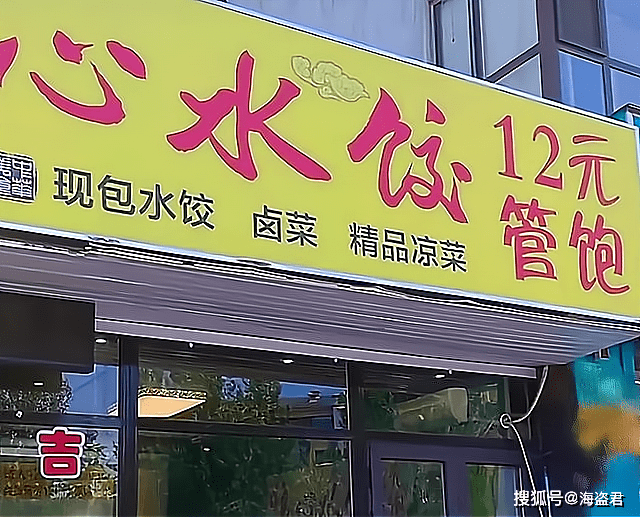 心水饺
12元
管饱
现包水饺 卤菜 精品凉菜
吉
搜狐号@海盗君